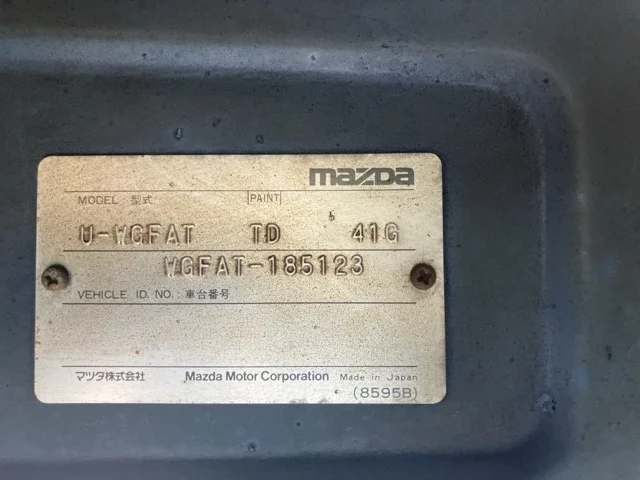 mazda
MODEL 型式 PAINT
U-WGFAT TD 41G
WGFAT-185123
VEHICLE ID. NO. : 車台番号
マツダ株式会社 Mazda Motor Corporation Made in Japan
(8595B)